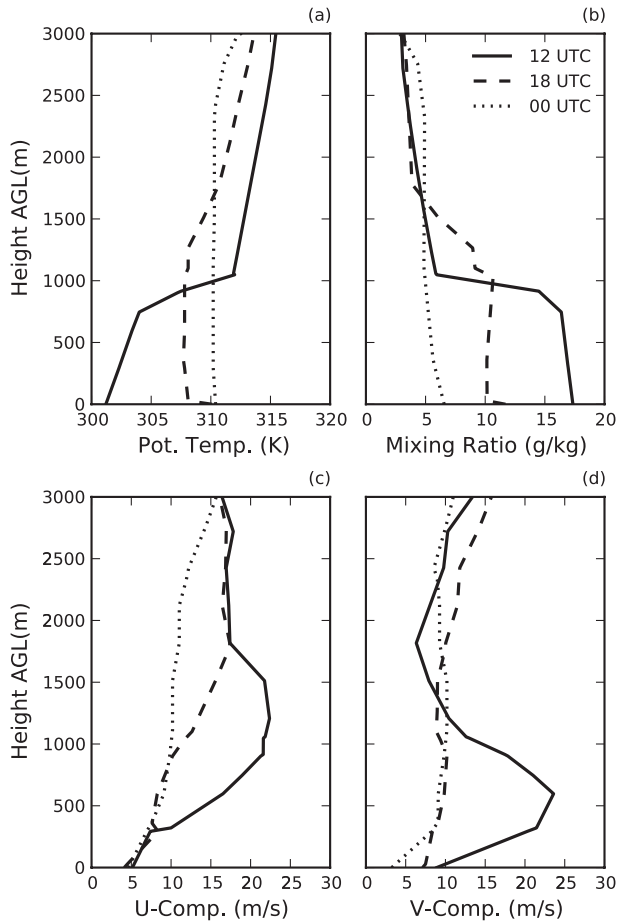 (a)
(b)
3000
2500
2000
1500
1000
500
0
Height AGL(m)
300
305
310
315
320
Pot. Temp. (K)
12 UTC
18 UTC
00 UTC
0
5
10
15
20
Mixing Ratio (g/kg)
(c)
(d)
3000
2500
2000
1500
1000
500
0
Height AGL(m)
0
5
10
15
20
25
30
U-Comp. (m/s)
0
5
10
15
20
25
30
V-Comp. (m/s)